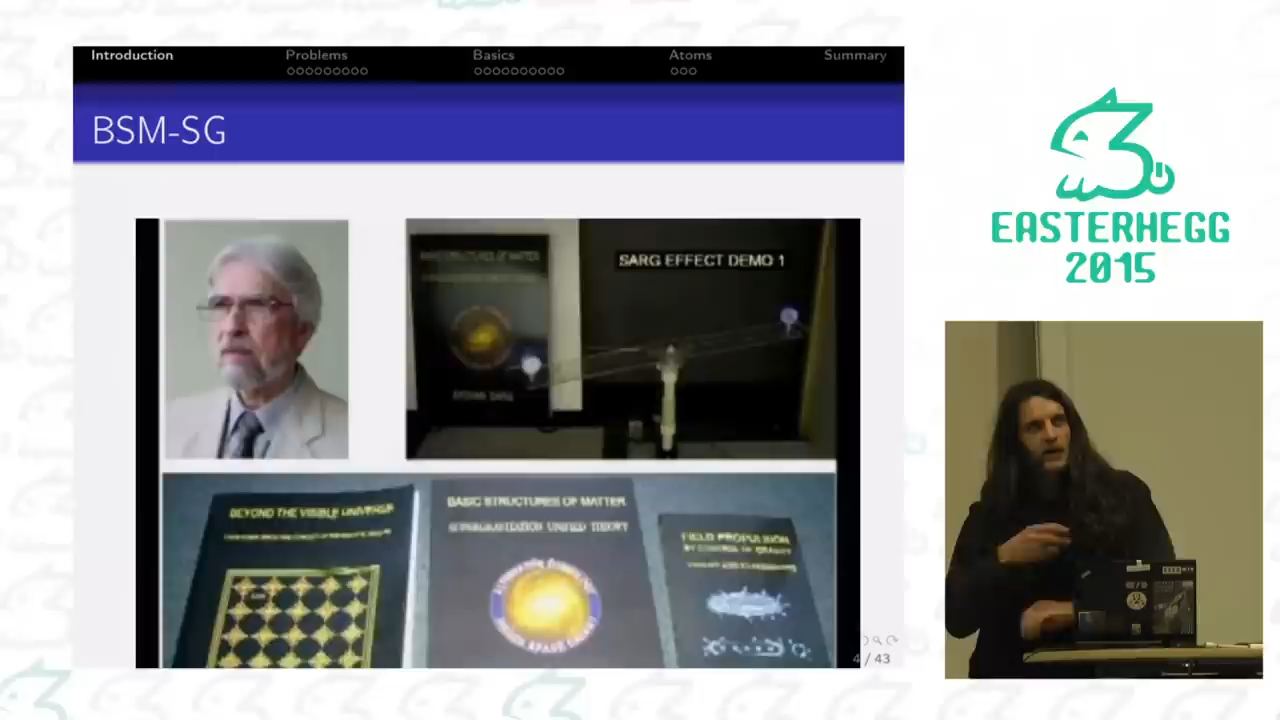 Introduction
Problems
Basics
Atoms
Summary
BSM-SG
SARG EFFECT DEMO 1
BEYOND THE VISIBLE UNIVERSE
BASIC STRUCTURES OF MATTER
SUPERGRAVITATION UNIFIED THEORY
FIELD PROPULSION
BY CONTROL OF GRAVITY
4 / 43
EASTERHEGG
2015